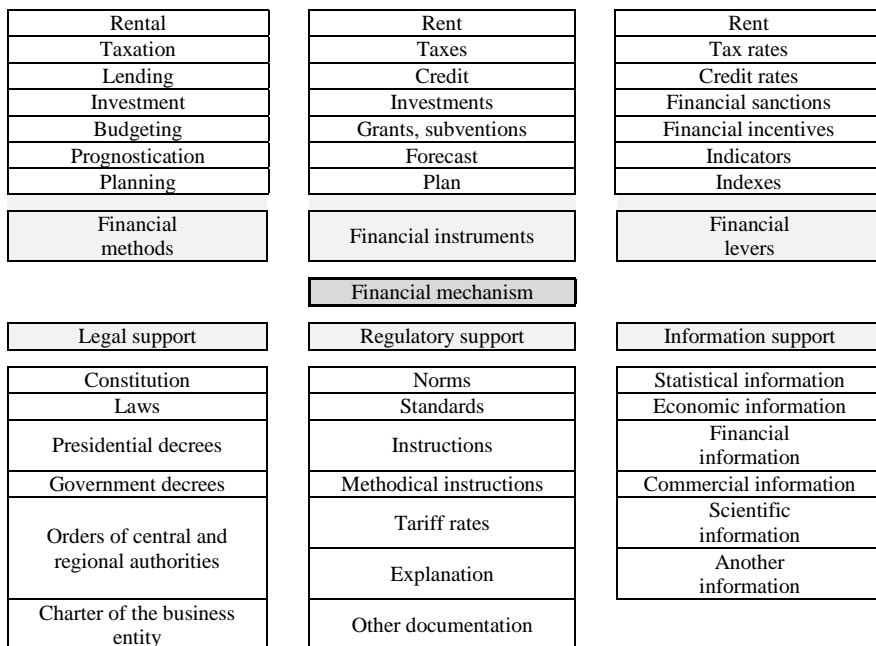 Rental
Rent
Rent
Taxation
Taxes
Tax rates
Lending
Credit
Credit rates
Investment
Investments
Financial sanctions
Budgeting
Grants, subventions
Financial incentives
Prognostication
Forecast
Indicators
Planning
Plan
Indexes
Financial
methods
Financial instruments
Financial
levers
Financial mechanism
Legal support
Regulatory support
Information support
Constitution
Norms
Statistical information
Laws
Standards
Economic information
Presidential decrees
Instructions
Financial
information
Government decrees
Methodical instructions
Commercial information
Orders of central and
regional authorities
Tariff rates
Scientific
information
Explanation
Another
information
Charter of the business
entity
Other documentation